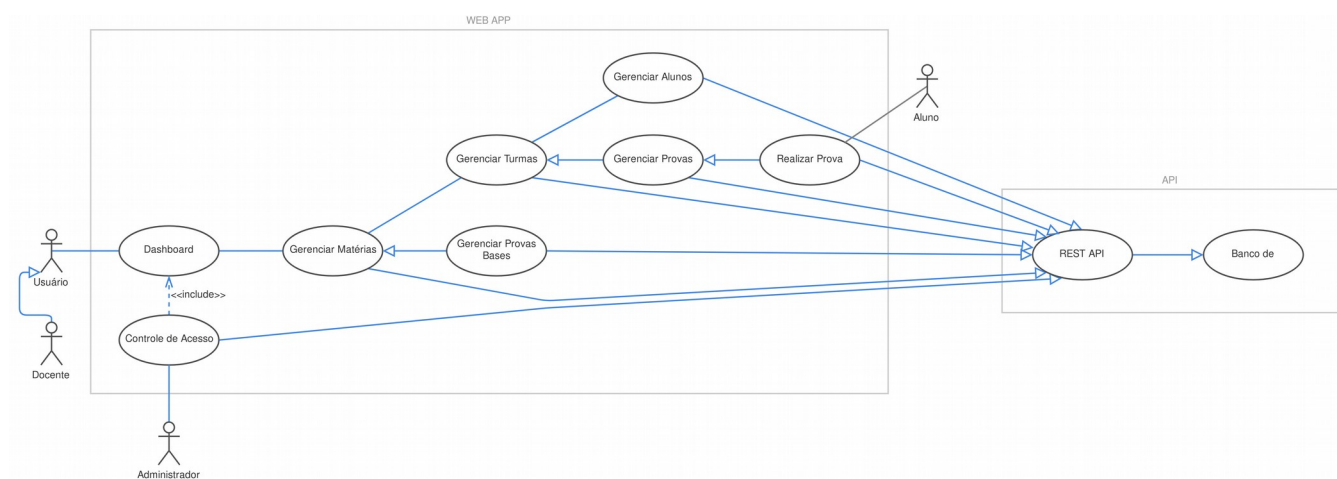 WEB APP
Gerenciar Alunos
Aluno
Gerenciar Turmas
Gerenciar Provas
Realizar Prova
API
Usuário
Dashboard
Gerenciar Matérias
Gerenciar Provas
Bases
REST API
Banco de
<<include>>
Controle de Acesso
Docente
Administrador